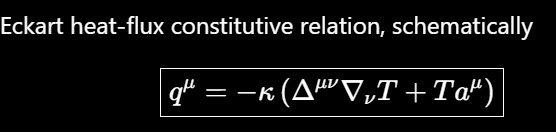 Eckart heat-flux constitutive relation, schematically
q^μ = −κ (Δ^{μν} ∇_ν T + T a^μ)